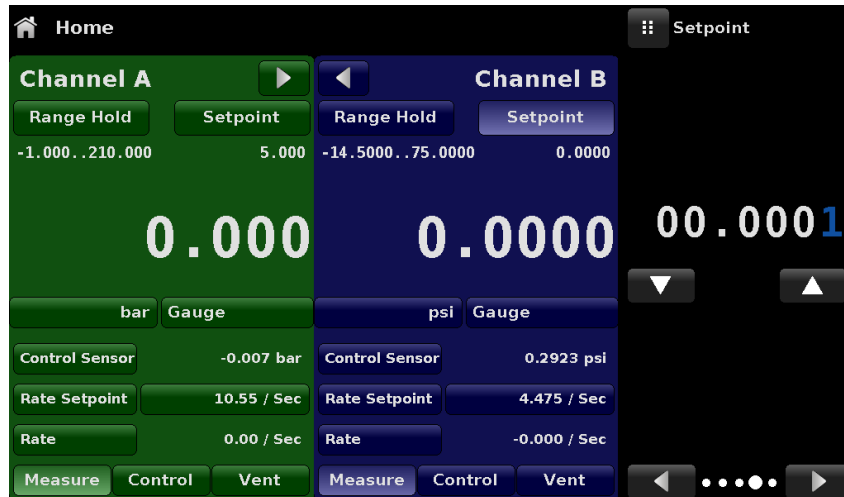 Home
Setpoint
Channel A
Channel B
Range Hold Setpoint
Range Hold Setpoint
-1.000..210.000 5.000
-14.5000..75.0000 0.0000
0.000
0.0000
00.0001
bar Gauge
psi Gauge
Control Sensor -0.007 bar
Control Sensor 0.2923 psi
Rate Setpoint 10.55 / Sec
Rate Setpoint 4.475 / Sec
Rate 0.00 / Sec
Rate -0.000 / Sec
Measure Control Vent
Measure Control Vent